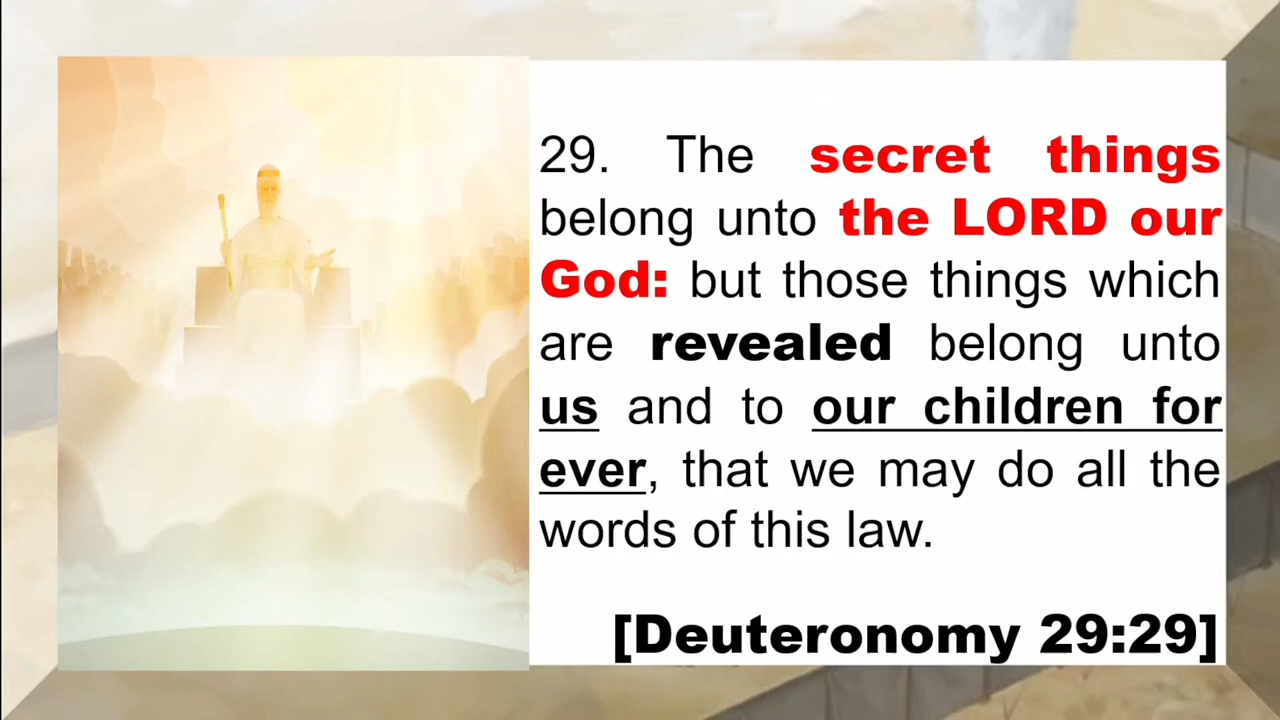 29. The secret things
belong unto the LORD our
God: but those things which
are revealed belong unto
us and to our children for
ever, that we may do all the
words of this law.
[Deuteronomy 29:29]